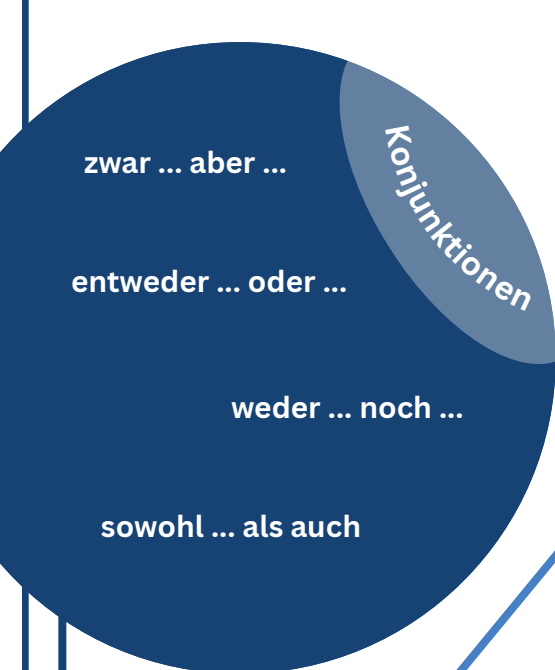 Konjunktionen
zwar ... aber ...
entweder ... oder ...
weder ... noch ...
sowohl ... als auch